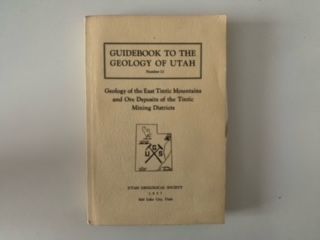 GUIDEBOOK TO THE
GEOLOGY OF UTAH
Number 12
Geology of the East Tintic Mountains
and Ore Deposits of the Tintic
Mining Districts
U G S
UTAH GEOLOGICAL SOCIETY
1957
Salt Lake City, Utah